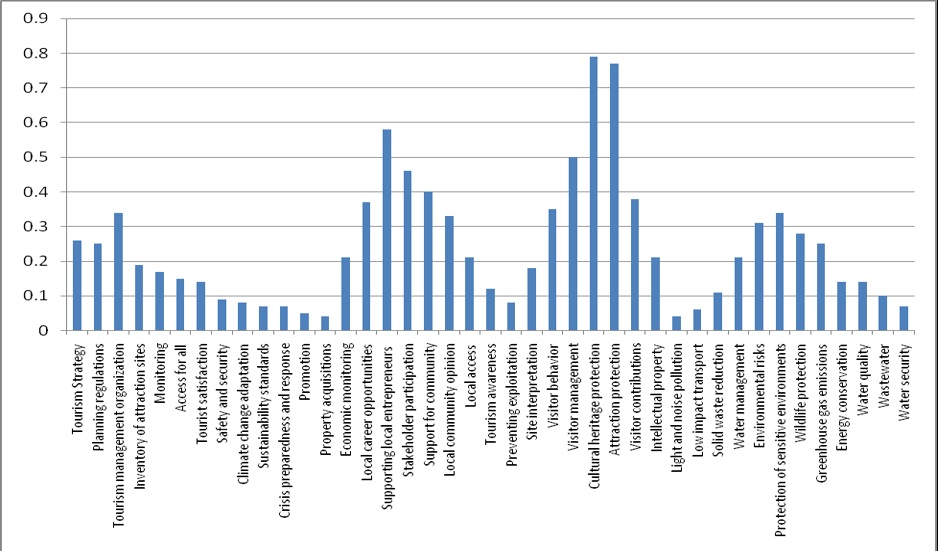 0.9
0.8
0.7
0.6
0.5
0.4
0.3
0.2
0.1
0
Tourism Strategy
Planning regulations
Tourism management organization
Inventory of attraction sites
Monitoring
Access for all
Tourist satisfaction
Safety and security
Climate change adaptation
Sustainability standards
Crisis preparedness and response
Promotion
Property acquisitions
Economic monitoring
Local career opportunities
Supporting local entrepreneurs
Stakeholder participation
Support for community
Local community opinion
Local access
Tourism awareness
Preventing exploitation
Site interpretation
Visitor behavior
Visitor management
Cultural heritage protection
Attraction protection
Visitor contributions
Intellectual property
Light and noise pollution
Low impact transport
Solid waste reduction
Water management
Environmental risks
Protection of sensitive environments
Wildlife protection
Greenhouse gas emissions
Energy conservation
Water quality
Wastewater
Water security